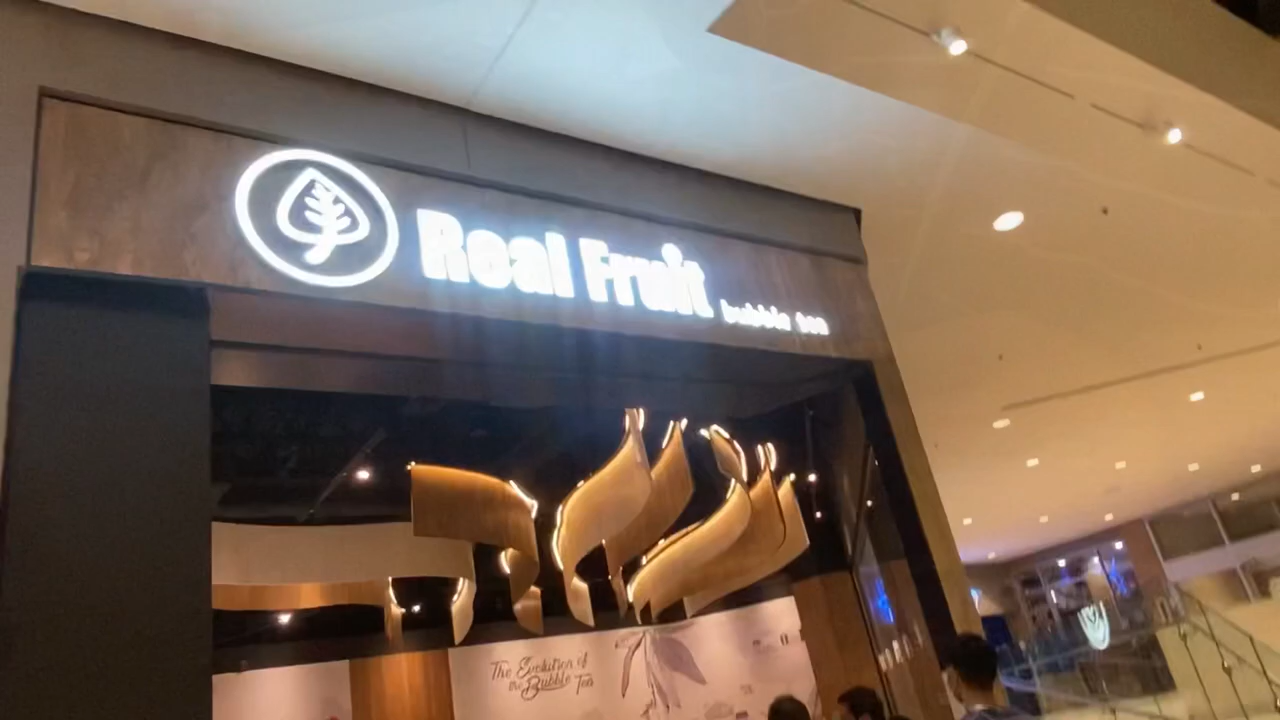 Real Fruit
bubble tea
The Evolution of
the Bubble Tea